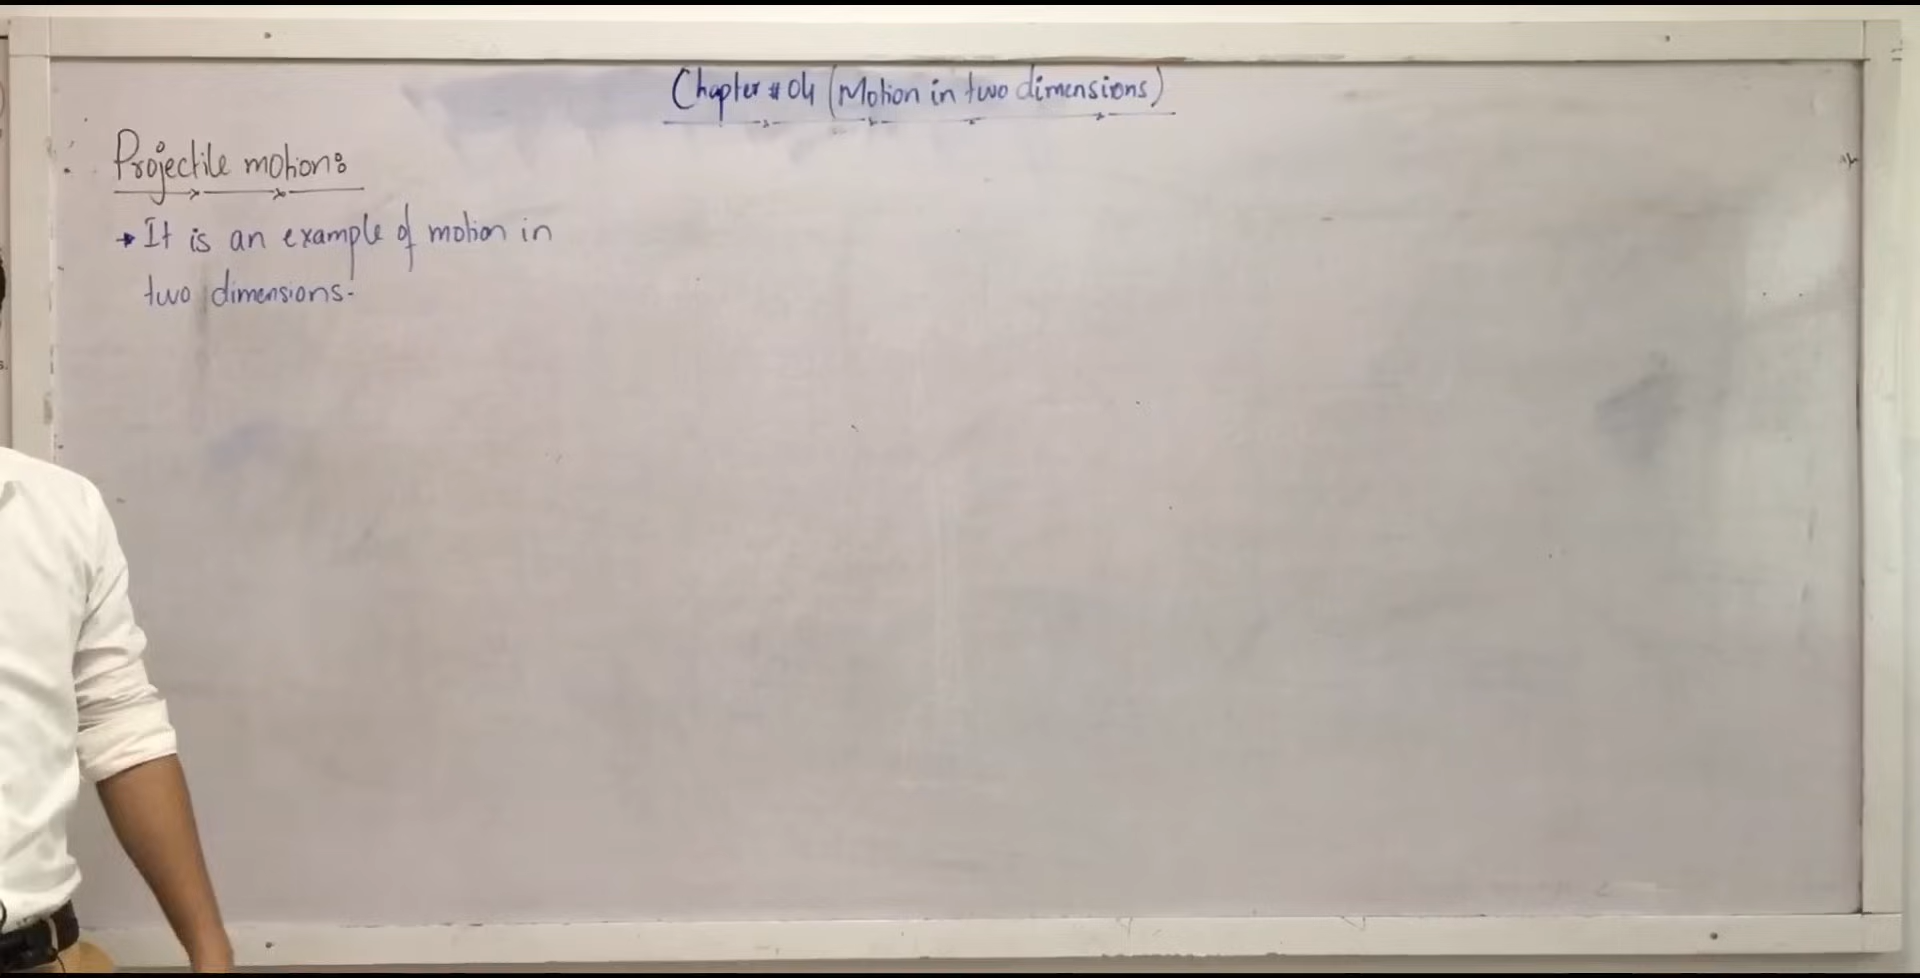 Chapter # 04 (Motion in two dimensions)
Projectile motion:
→ It is an example of motion in
two dimensions.